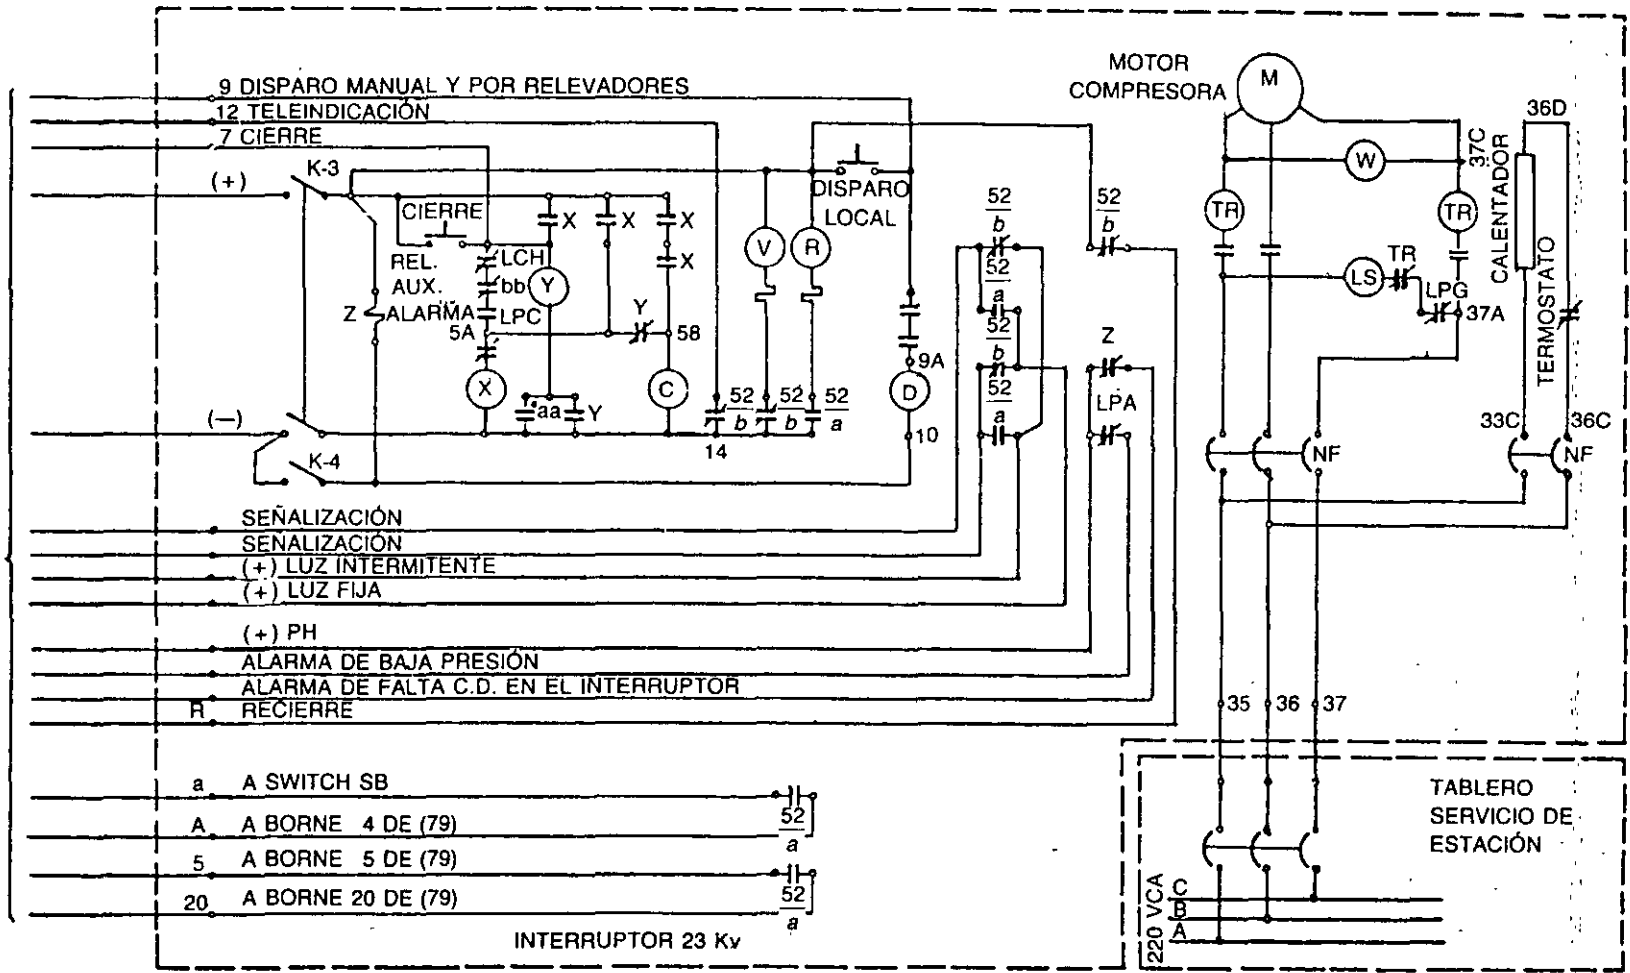 9 DISPARO MANUAL Y POR RELEVADORES
12 TELEINDICACIÓN
7 CIERRE
K-3
(+)
CIERRE
REL.
AUX.
ALARMA
Z
5A
LCH
bb
LPC
X
X
X
X
Y
Y
58
X
C
aa
Y
V
R
DISPARO
LOCAL
9A
D
10
52
b
52
b
52
a
14
(—)
K-4
52
b
52
a
52
b
52
a
52
b
Z
LPA
MOTOR
COMPRESORA
M
W
37C
TR
TR
LS
TR
LPG
37A
36D
CALENTADOR
TERMOSTATO
33C
36C
NF
NF
SEÑALIZACIÓN
SEÑALIZACIÓN
(+) LUZ INTERMITENTE
(+) LUZ FIJA
(+) PH
ALARMA DE BAJA PRESIÓN
ALARMA DE FALTA C.D. EN EL INTERRUPTOR
R RECIERRE
35
36
37
a A SWITCH SB
A A BORNE 4 DE (79)
52
a
5 A BORNE 5 DE (79)
20 A BORNE 20 DE (79)
52
a
INTERRUPTOR 23 Kv
TABLERO
SERVICIO DE
ESTACIÓN
220 VCA
C
B
A